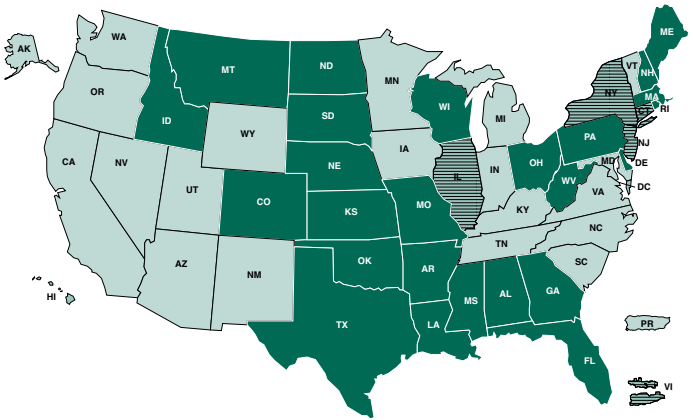 ME
AK
WA
VT
NH
MT
ND
MN
OR
NY
MA
WI
SD
CT
RI
ID
MI
WY
PA
NJ
IA
NE
OH
CA
NV
IL
IN
MD
DE
UT
WV
DC
CO
VA
KS
MO
KY
NC
TN
OK
AZ
SC
AR
NM
GA
AL
MS
HI
TX
LA
PR
FL
VI